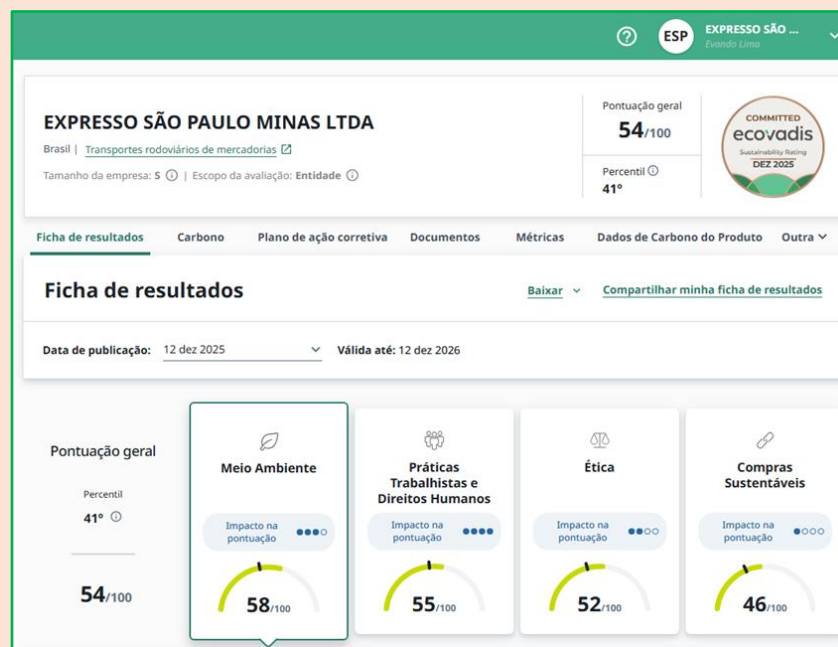 ESP
EXPRESSO SÃO ...
Evando Lima
EXPRESSO SÃO PAULO MINAS LTDA
Brasil | Transportes rodoviários de mercadorias
Tamanho da empresa: S | Escopo da avaliação: Entidade
Pontuação geral
54/100
Percentil
41°
COMMITTED
ecovadis
Sustainability Rating
DEZ 2025
Ficha de resultados Carbono Plano de ação corretiva Documentos Métricas Dados de Carbono do Produto Outra
Ficha de resultados
Baixar
Compartilhar minha ficha de resultados
Data de publicação: 12 dez 2025
Válida até: 12 dez 2026
Pontuação geral
Percentil
41°
54/100
Meio Ambiente
Impacto na
pontuação
58/100
Práticas
Trabalhistas e
Direitos Humanos
Impacto na
pontuação
55/100
Ética
Impacto na
pontuação
52/100
Compras
Sustentáveis
Impacto na
pontuação
46/100